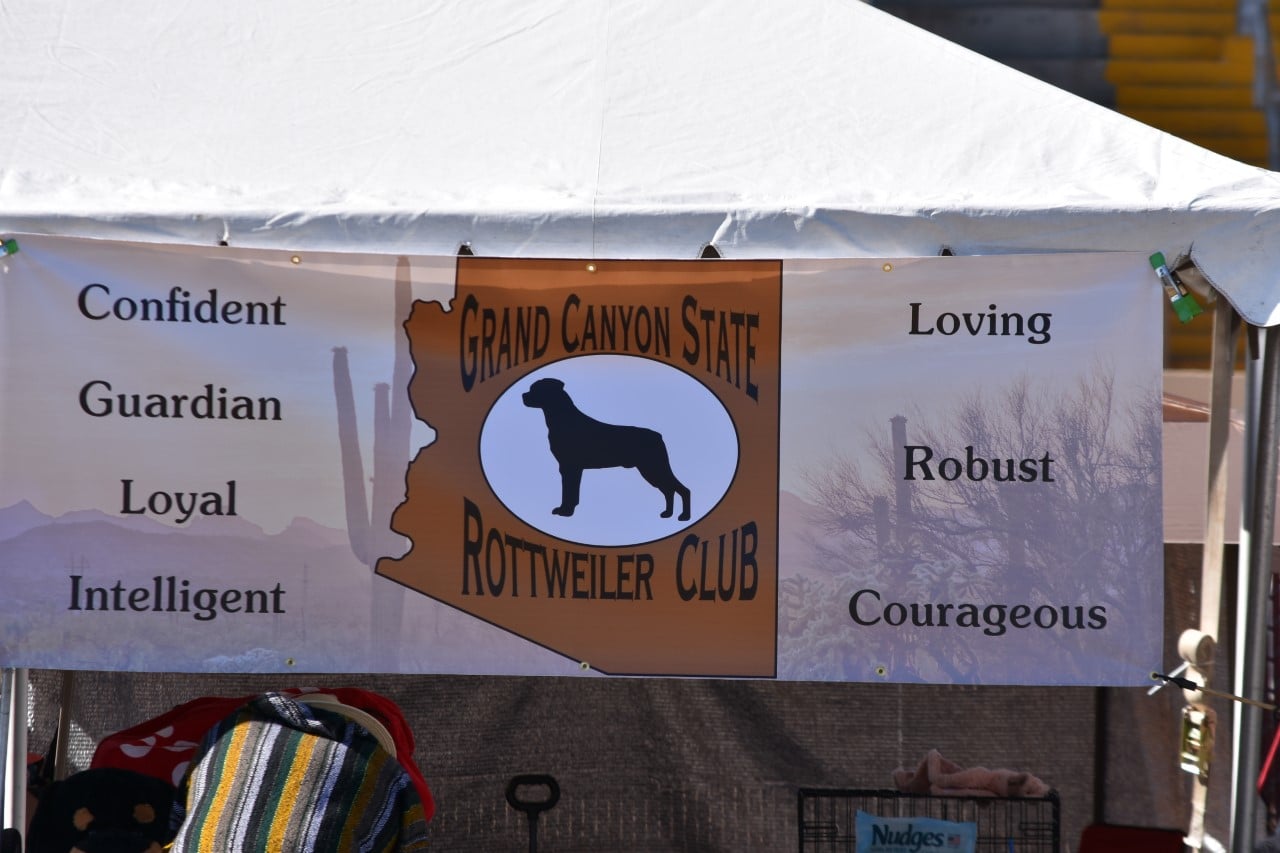 Confident
Guardian
Loyal
Intelligent
GRAND CANYON STATE
ROTTWEILER CLUB
Loving
Robust
Courageous
Nudges